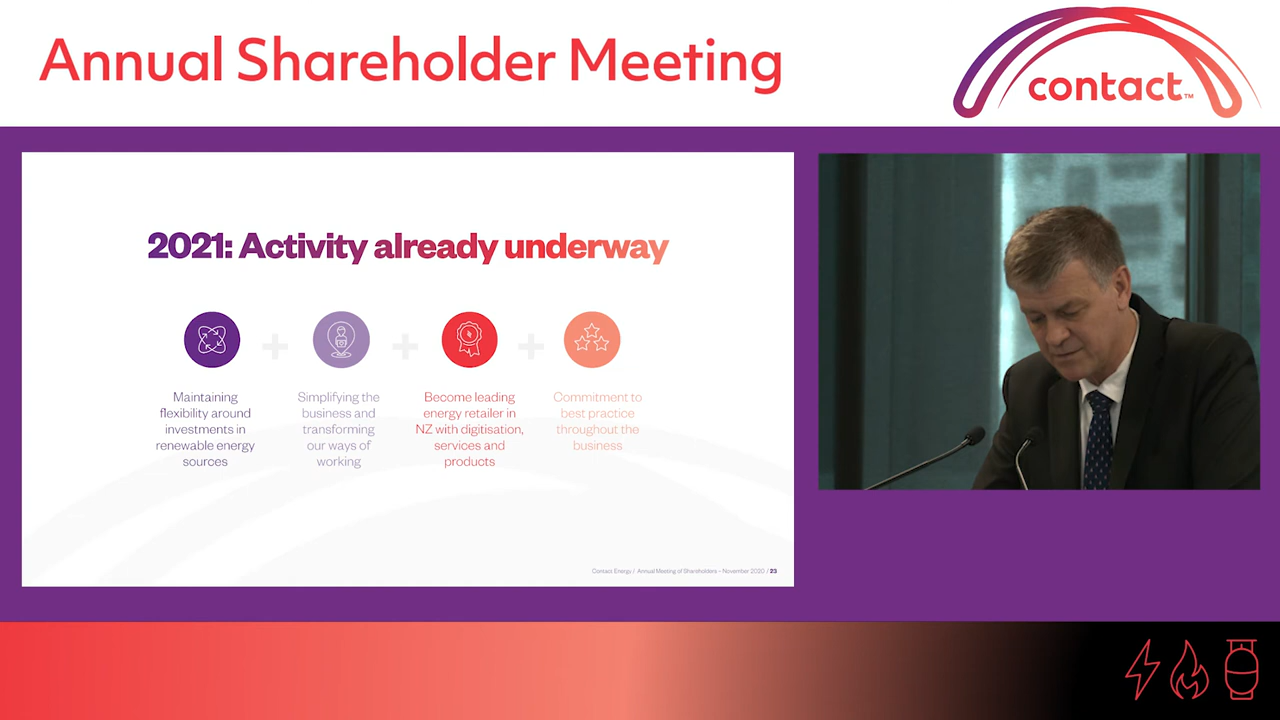 Annual Shareholder Meeting
contact™
2021: Activity already underway
Maintaining
flexibility around
investments in
renewable energy
sources
Simplifying the
business and
transforming
our ways of
working
Become leading
energy retailer in
NZ with digitisation,
services and
products
Commitment to
best practice
throughout the
business
Contact Energy / Annual Meeting of Shareholders – November 2020 / 23